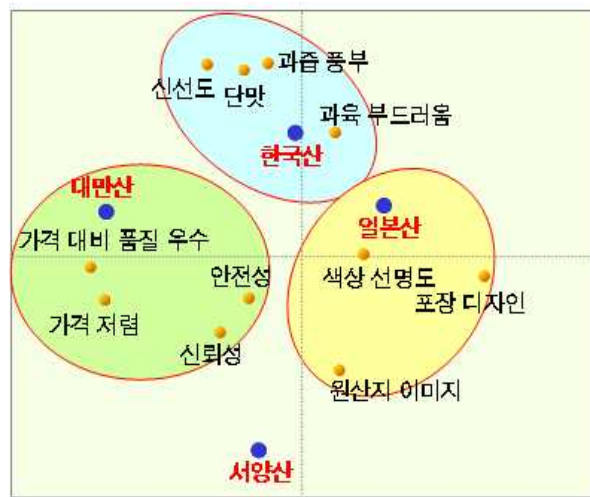 과즙 풍부
신선도
단맛
과육 부드러움
한국산
대만산
일본산
가격 대비 품질 우수
안전성
색상 선명도
포장 디자인
가격 저렴
신뢰성
원산지 이미지
서양산